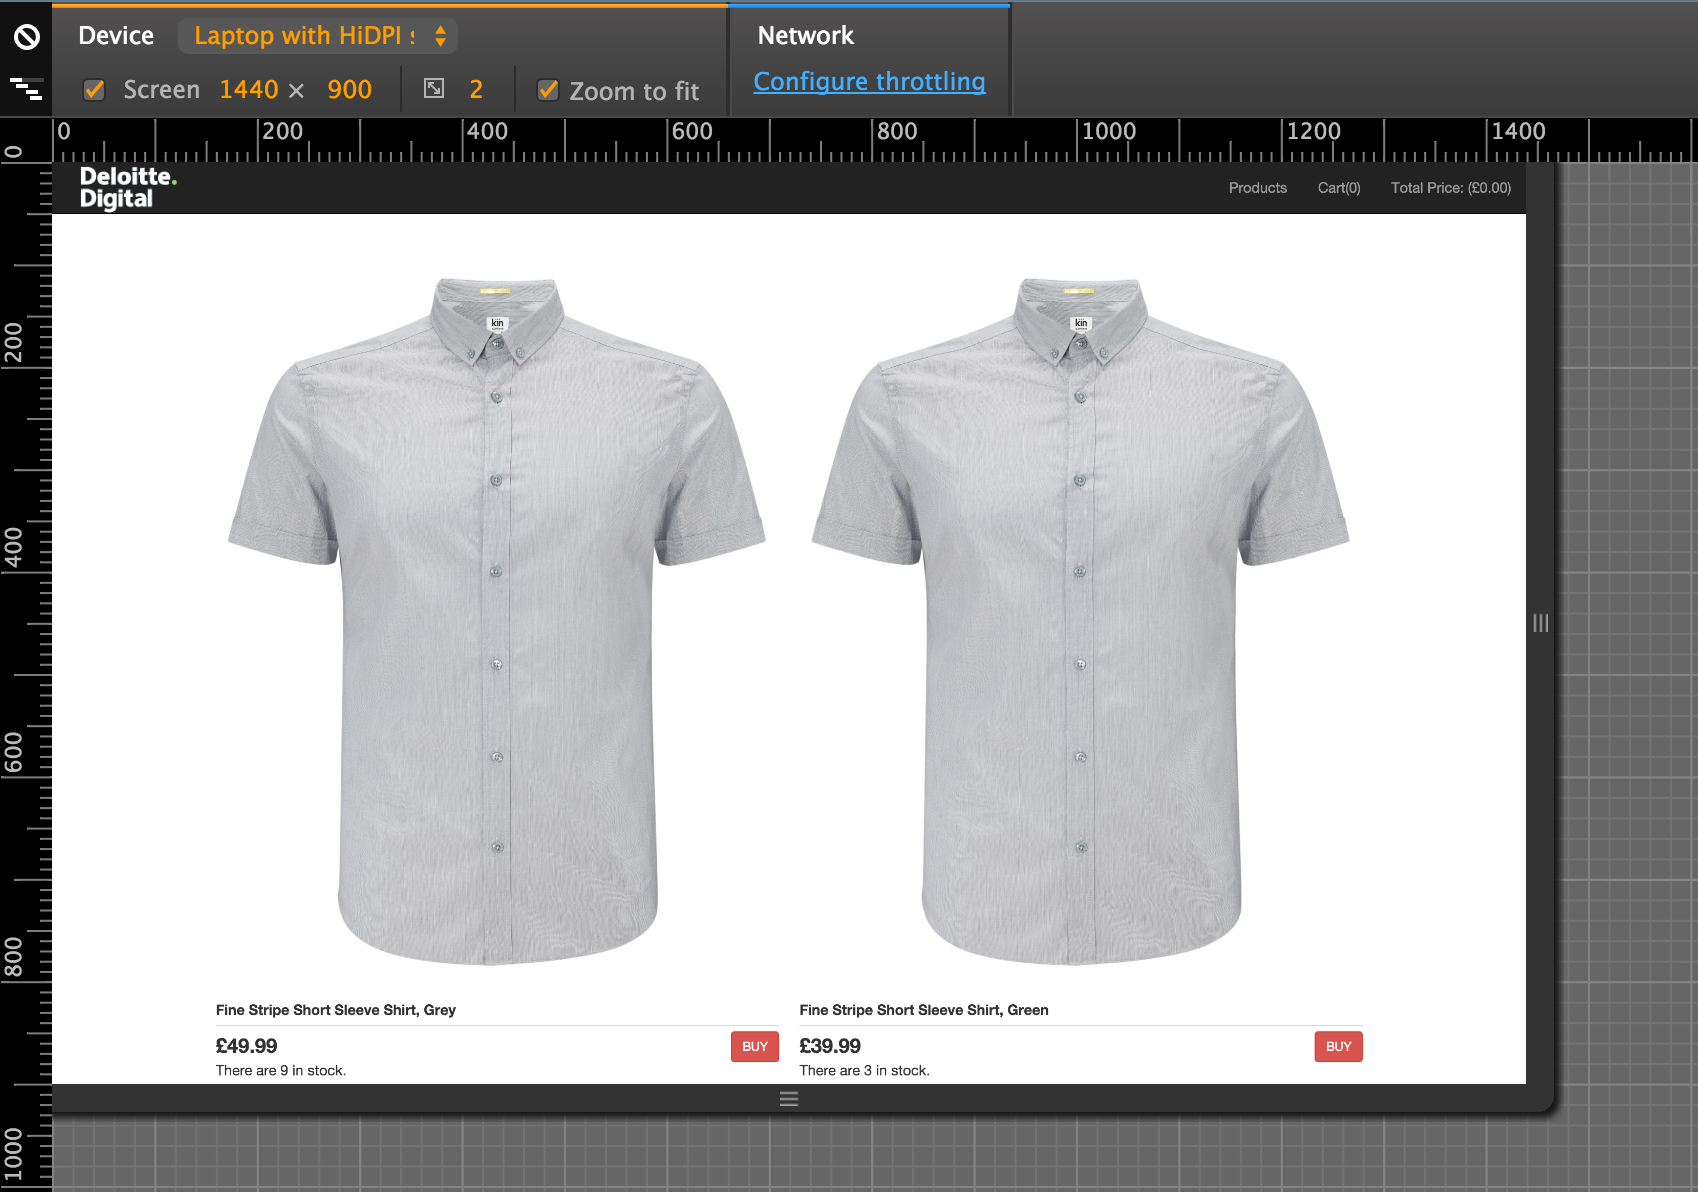 Device
Laptop with HiDPI
Network
Screen 1440 × 900
2
Zoom to fit
Configure throttling
0 200 400 600 800 1000 1200 1400
0
200
400
600
800
1000
Deloitte.
Digital
Products
Cart(0)
Total Price: (£0.00)
kin
kin
Fine Stripe Short Sleeve Shirt, Grey
£49.99
BUY
There are 9 in stock.
Fine Stripe Short Sleeve Shirt, Green
£39.99
BUY
There are 3 in stock.